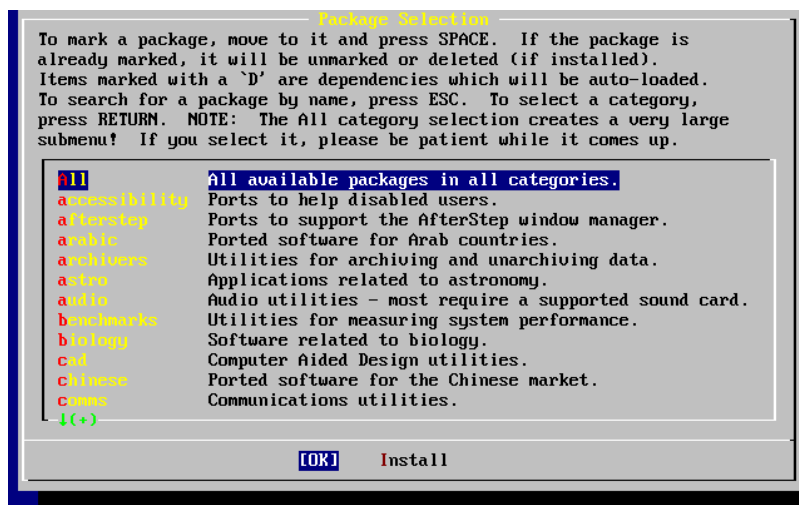 Package Selection
To mark a package, move to it and press SPACE.  If the package is
already marked, it will be unmarked or deleted (if installed).
Items marked with a `D' are dependencies which will be auto-loaded.
To search for a package by name, press ESC.  To select a category,
press RETURN.  NOTE:  The All category selection creates a very large
submenu!  If you select it, please be patient while it comes up.
All All available packages in all categories.
accessibility Ports to help disabled users.
afterstep Ports to support the AfterStep window manager.
arabic Ported software for Arab countries.
archivers Utilities for archiving and unarchiving data.
astro Applications related to astronomy.
audio Audio utilities - most require a supported sound card.
benchmarks Utilities for measuring system performance.
biology Software related to biology.
cad Computer Aided Design utilities.
chinese Ported software for the Chinese market.
comms Communications utilities.
↓(+)
[OK] Install